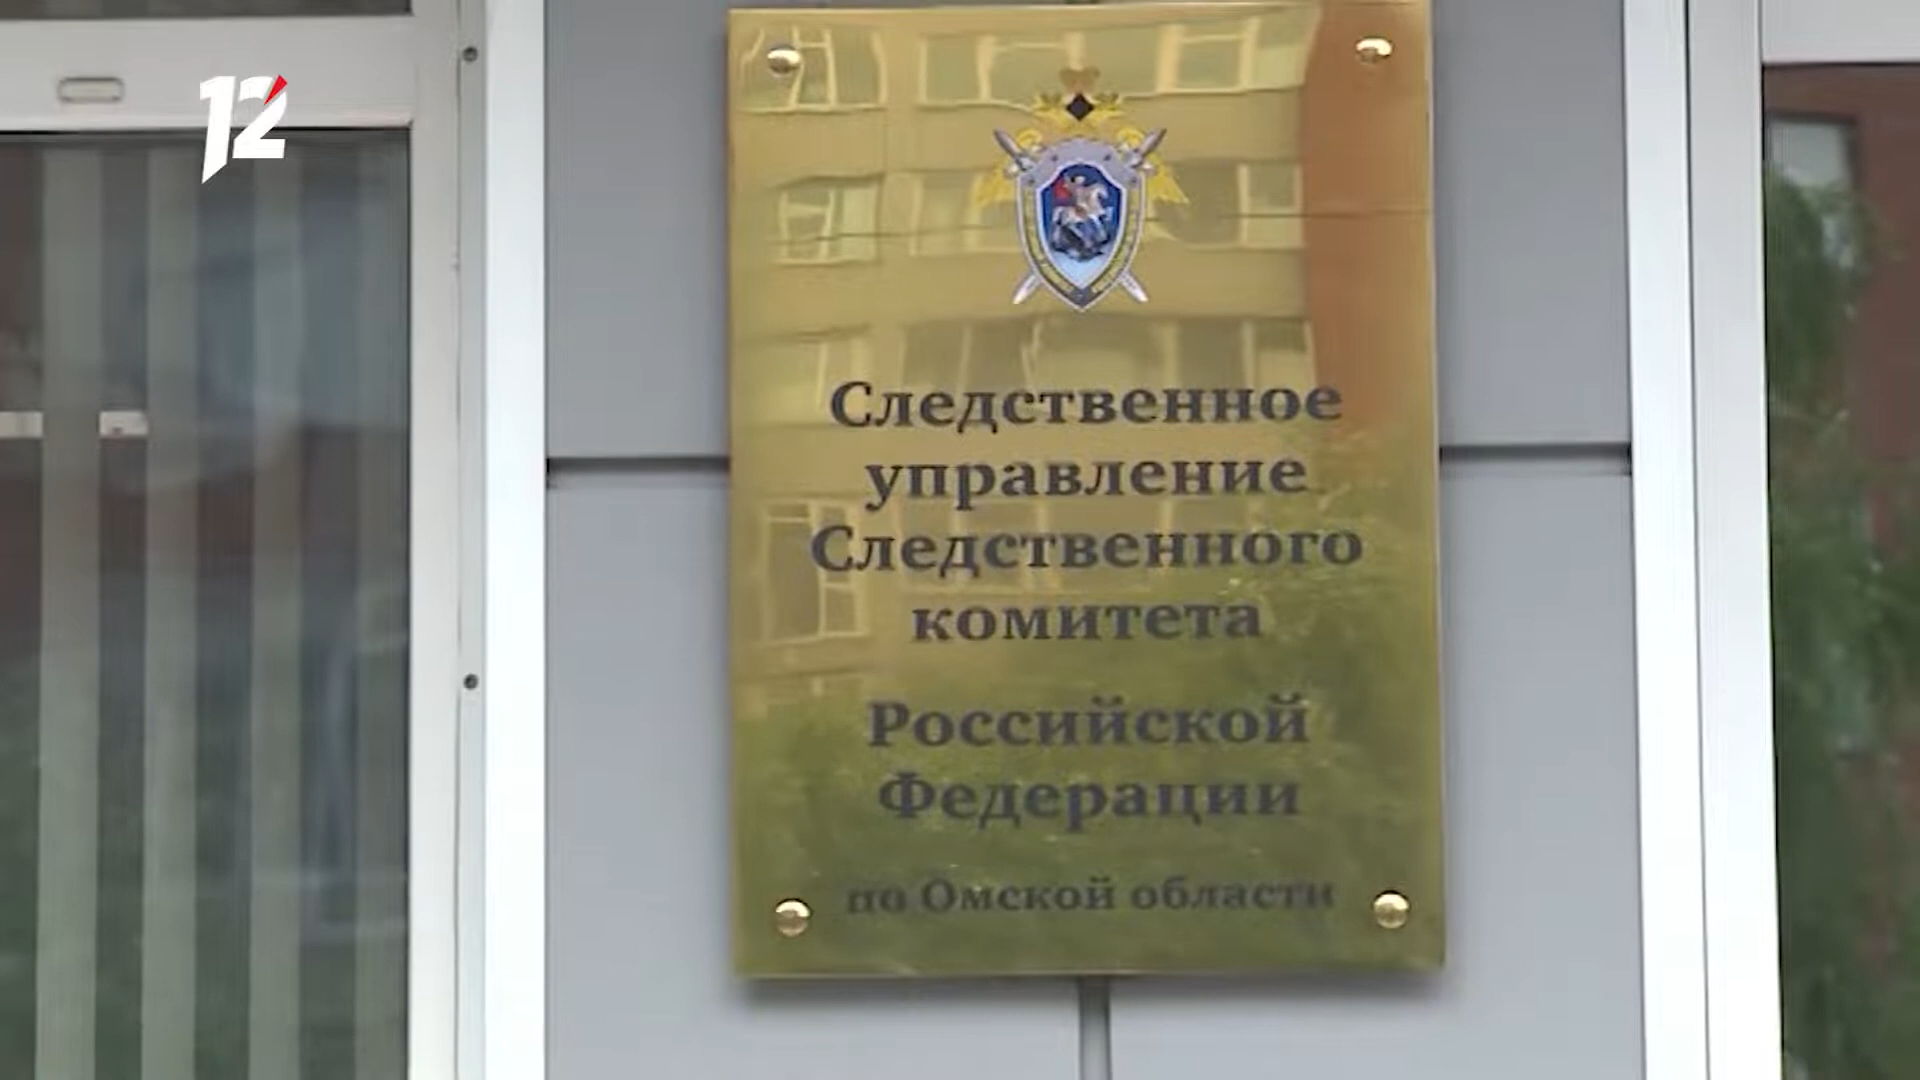 12
Следственное
управление
Следственного
комитета
Российской
Федерации
по Омской области